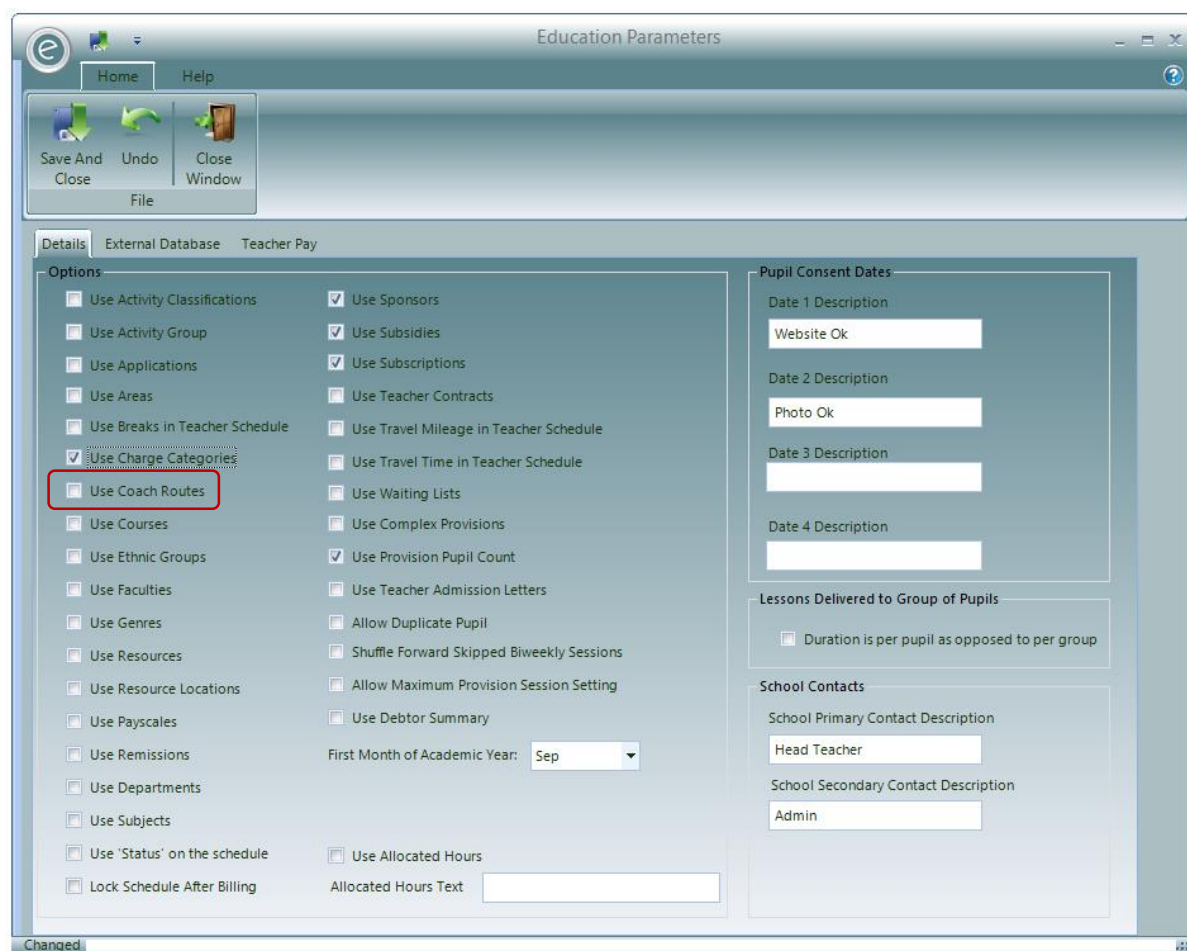 Education Parameters
Home Help
Save And Close
Undo
Close Window
File
Details External Database Teacher Pay
Options
Use Activity Classifications
Use Activity Group
Use Applications
Use Areas
Use Breaks in Teacher Schedule
Use Charge Categories
Use Coach Routes
Use Courses
Use Ethnic Groups
Use Faculties
Use Genres
Use Resources
Use Resource Locations
Use Payscales
Use Remissions
Use Departments
Use Subjects
Use 'Status' on the schedule
Lock Schedule After Billing
Use Sponsors
Use Subsidies
Use Subscriptions
Use Teacher Contracts
Use Travel Mileage in Teacher Schedule
Use Travel Time in Teacher Schedule
Use Waiting Lists
Use Complex Provisions
Use Provision Pupil Count
Use Teacher Admission Letters
Allow Duplicate Pupil
Shuffle Forward Skipped Biweekly Sessions
Allow Maximum Provision Session Setting
Use Debtor Summary
First Month of Academic Year: Sep
Use Allocated Hours
Allocated Hours Text
Pupil Consent Dates
Date 1 Description
Website Ok
Date 2 Description
Photo Ok
Date 3 Description
Date 4 Description
Lessons Delivered to Group of Pupils
Duration is per pupil as opposed to per group
School Contacts
School Primary Contact Description
Head Teacher
School Secondary Contact Description
Admin
Changed